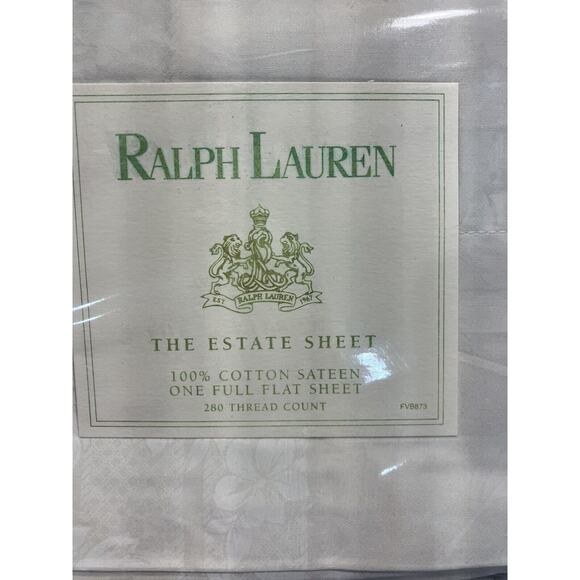 RALPH LAUREN
EST RALPH LAUREN 1967
THE ESTATE SHEET
100% COTTON SATEEN
ONE FULL FLAT SHEET
280 THREAD COUNT FVB873